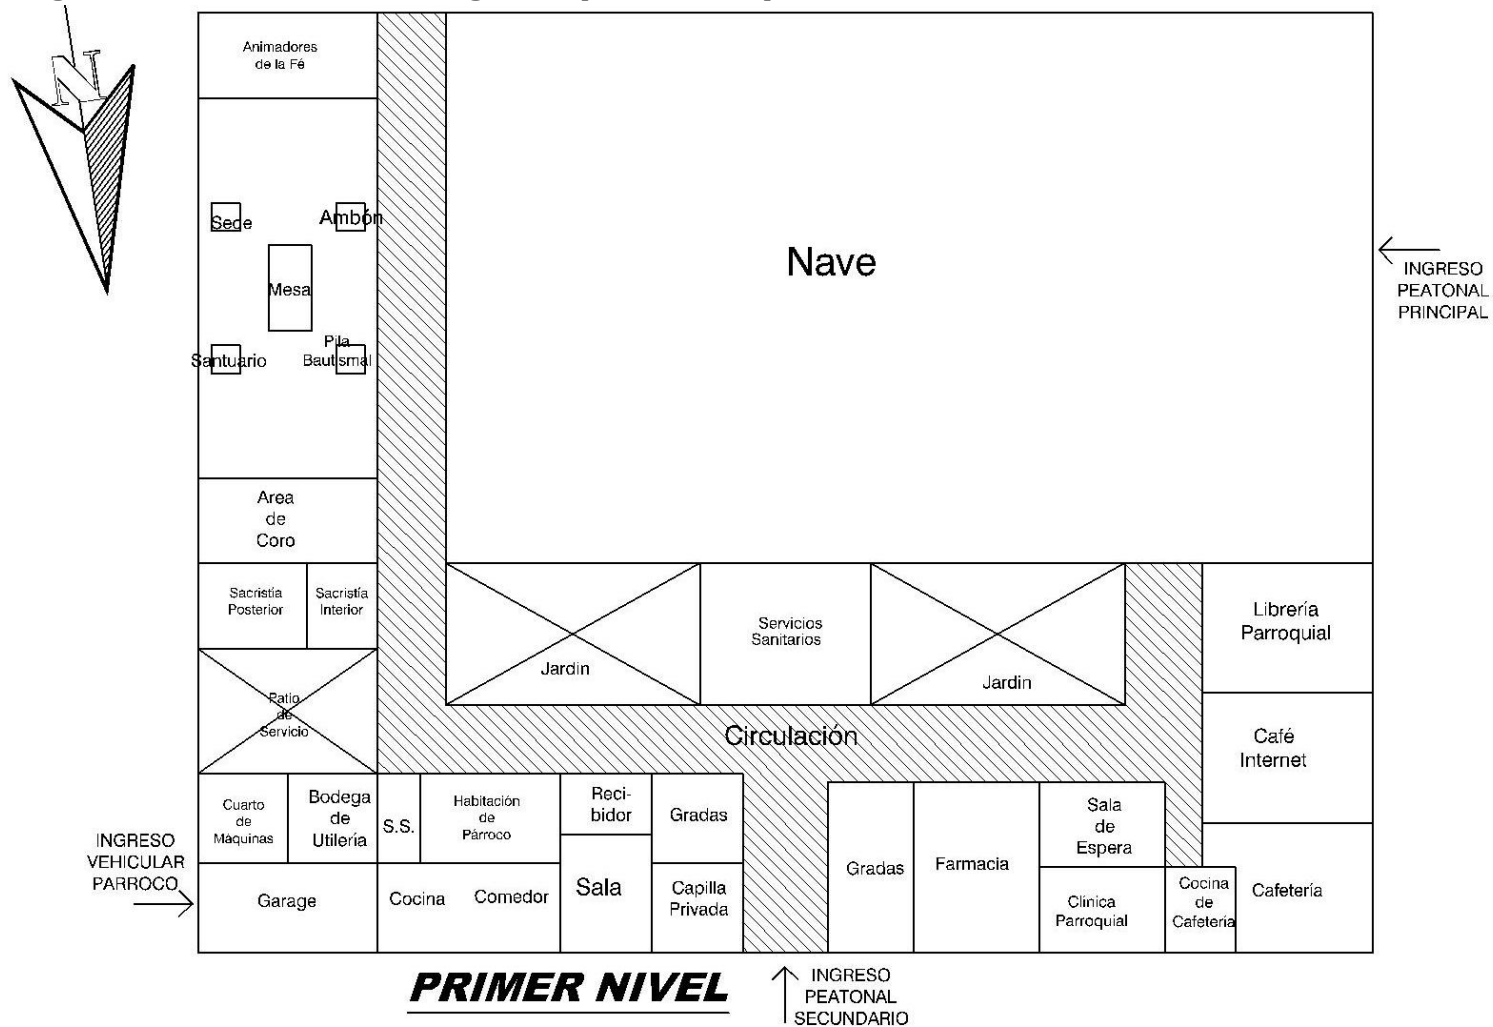 Animadores
de la Fé
N
Sede
Ambón
Mesa
Nave
INGRESO
PEATONAL
PRINCIPAL
Santuario
Pila
Bautismal
Area
de
Coro
Sacristía
Posterior
Sacristía
Interior
Jardin
Servicios
Sanitarios
Jardin
Librería
Parroquial
Patio
de
Servicio
Circulación
Café
Internet
Cuarto
de
Máquinas
Bodega
de
Utilería
S.S.
Habitación
de
Párroco
Reci-
bidor
Gradas
Gradas
Farmacia
Sala
de
Espera
INGRESO
VEHICULAR
PARROCO
Garage
Cocina
Comedor
Sala
Capilla
Privada
Clinica
Parroquial
Cocina
de
Cafetería
Cafetería
PRIMER NIVEL
INGRESO
PEATONAL
SECUNDARIO